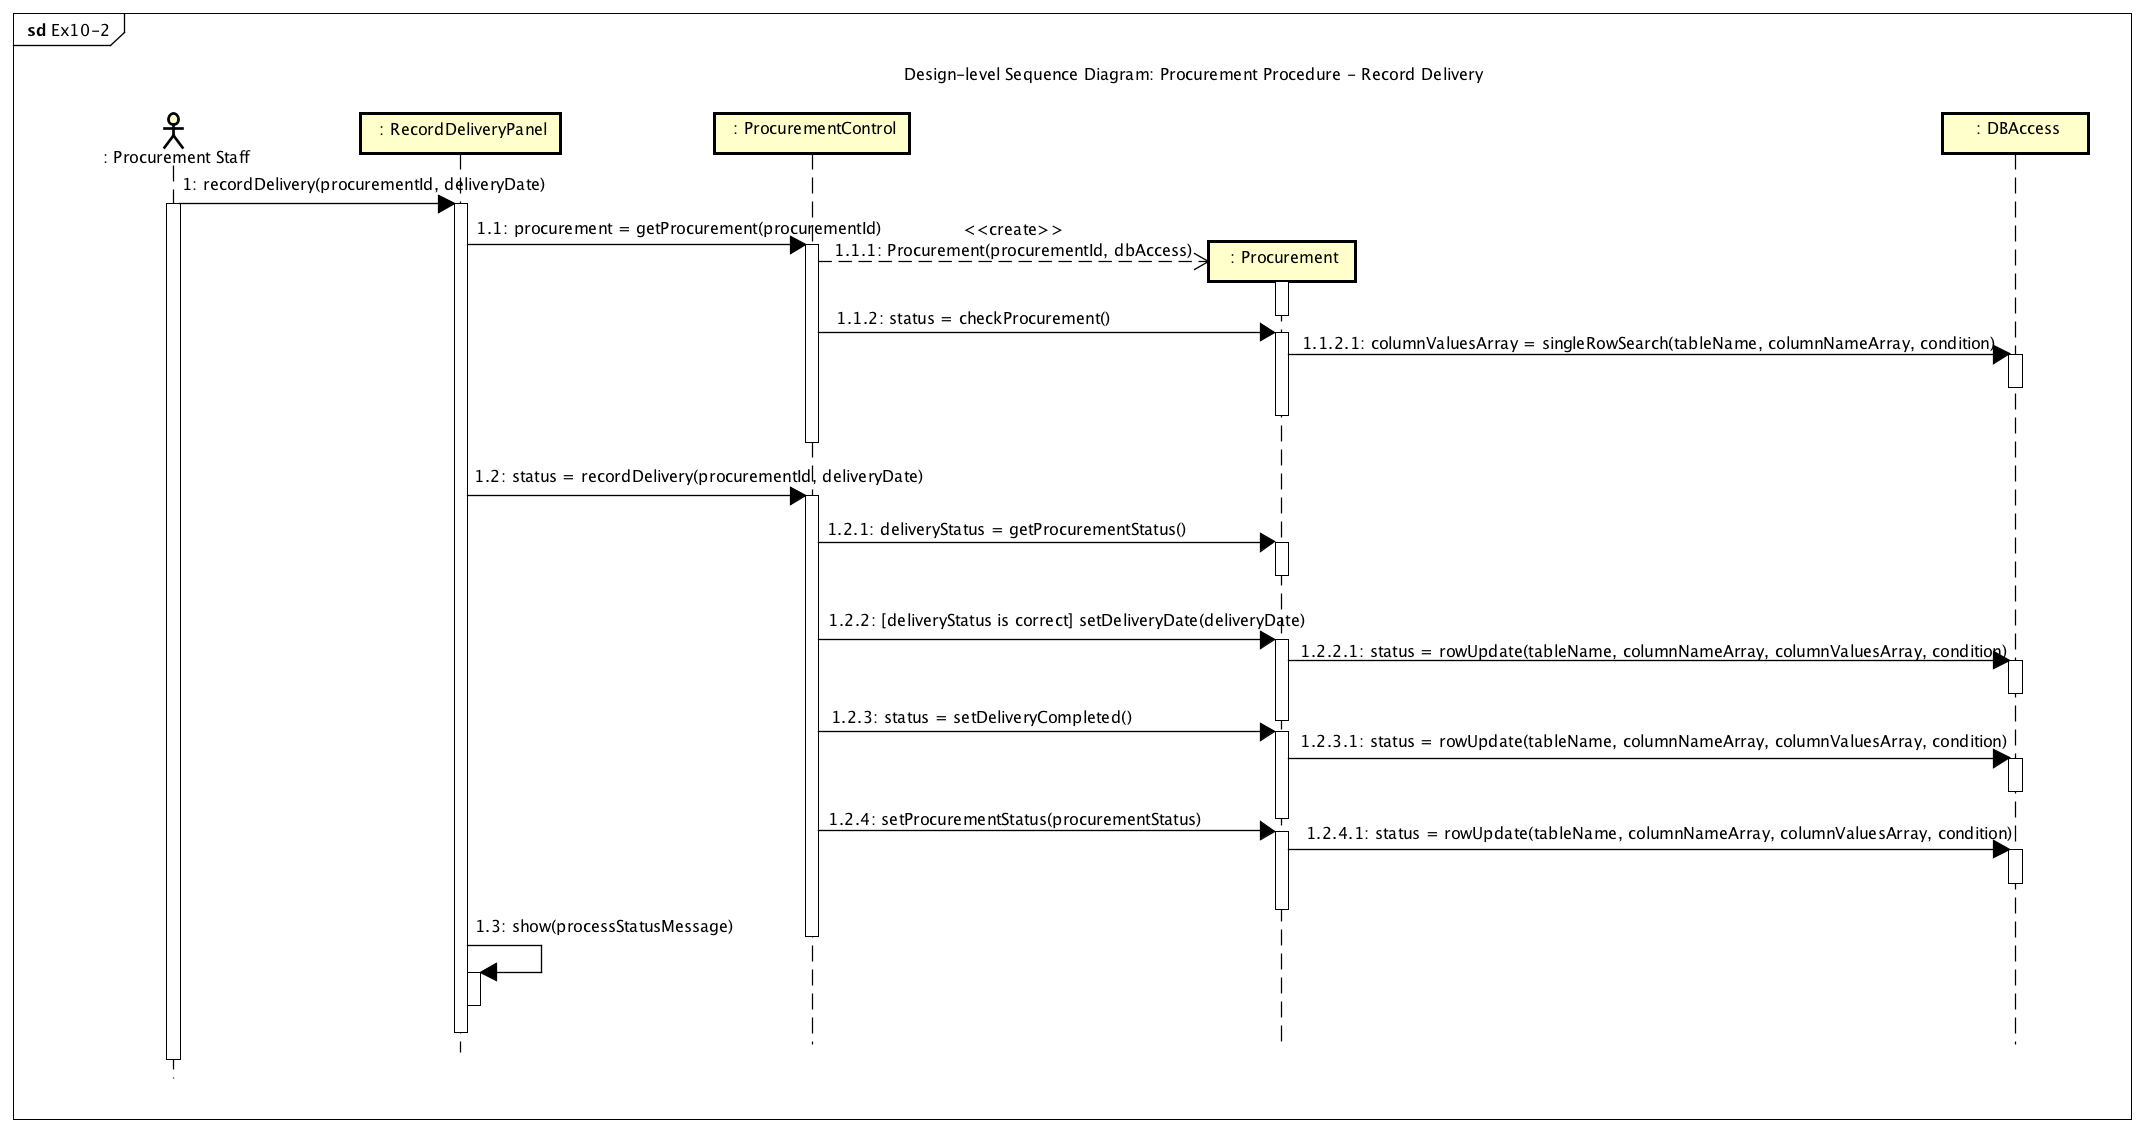 sd Ex10-2
Design-level Sequence Diagram: Procurement Procedure - Record Delivery
: Procurement Staff
: RecordDeliveryPanel
: ProcurementControl
: DBAccess
1: recordDelivery(procurementId, deliveryDate)
1.1: procurement = getProcurement(procurementId)
<<create>>
1.1.1: Procurement(procurementId, dbAccess)
: Procurement
1.1.2: status = checkProcurement()
1.1.2.1: columnValuesArray = singleRowSearch(tableName, columnNameArray, condition)
1.2: status = recordDelivery(procurementId, deliveryDate)
1.2.1: deliveryStatus = getProcurementStatus()
1.2.2: [deliveryStatus is correct] setDeliveryDate(deliveryDate)
1.2.2.1: status = rowUpdate(tableName, columnNameArray, columnValuesArray, condition)
1.2.3: status = setDeliveryCompleted()
1.2.3.1: status = rowUpdate(tableName, columnNameArray, columnValuesArray, condition)
1.2.4: setProcurementStatus(procurementStatus)
1.2.4.1: status = rowUpdate(tableName, columnNameArray, columnValuesArray, condition)
1.3: show(processStatusMessage)